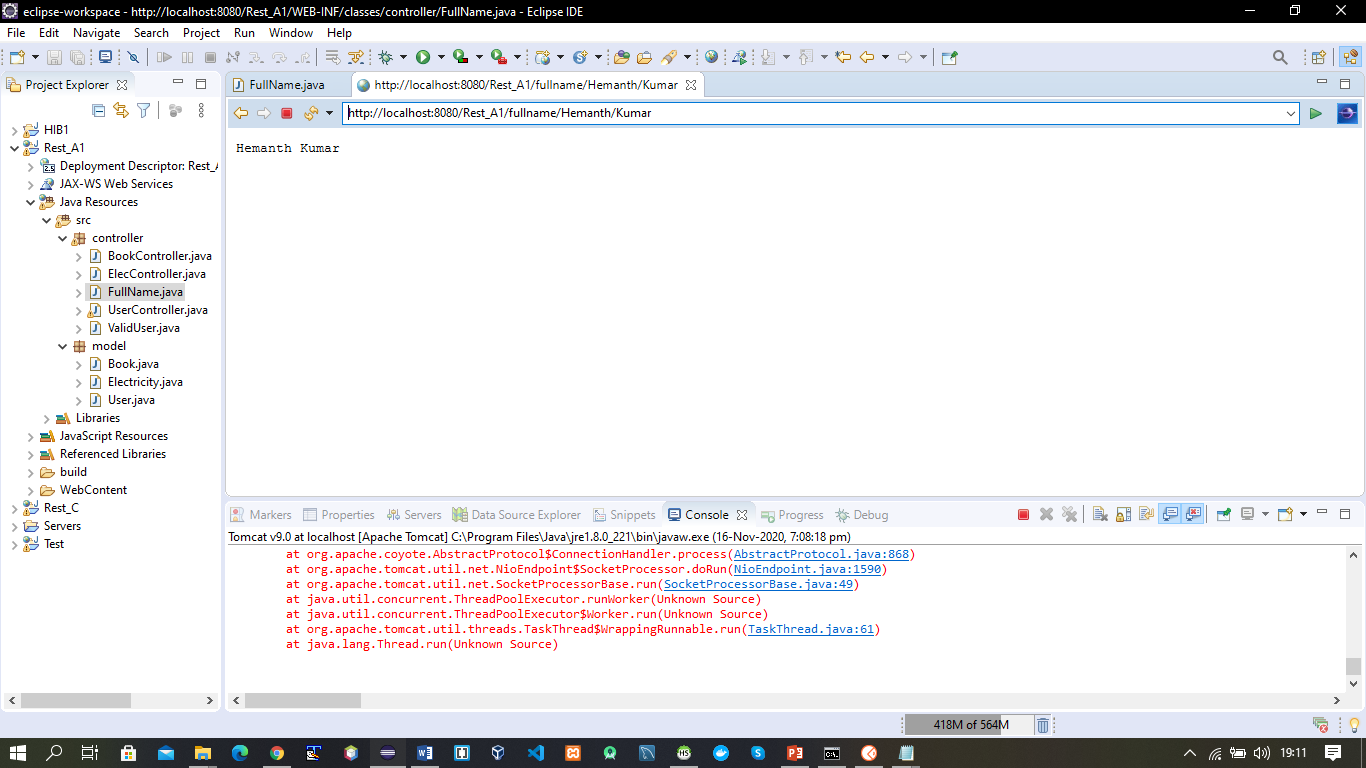 eclipse-workspace - http://localhost:8080/Rest_A1/WEB-INF/classes/controller/FullName.java - Eclipse IDE
File Edit Navigate Search Project Run Window Help
Project Explorer
HIB1
Rest_A1
Deployment Descriptor: Rest_A
JAX-WS Web Services
Java Resources
src
controller
BookController.java
ElecController.java
FullName.java
UserController.java
ValidUser.java
model
Book.java
Electricity.java
User.java
Libraries
JavaScript Resources
Referenced Libraries
build
WebContent
Rest_C
Servers
Test
FullName.java http://localhost:8080/Rest_A1/fullname/Hemanth/Kumar
http://localhost:8080/Rest_A1/fullname/Hemanth/Kumar
Hemanth Kumar
Markers Properties Servers Data Source Explorer Snippets Console Progress Debug
Tomcat v9.0 at localhost [Apache Tomcat] C:\Program Files\Java\jre1.8.0_221\bin\javaw.exe (16-Nov-2020, 7:08:18 pm)
at org.apache.coyote.AbstractProtocol$ConnectionHandler.process(AbstractProtocol.java:868)
at org.apache.tomcat.util.net.NioEndpoint$SocketProcessor.doRun(NioEndpoint.java:1590)
at org.apache.tomcat.util.net.SocketProcessorBase.run(SocketProcessorBase.java:49)
at java.util.concurrent.ThreadPoolExecutor.runWorker(Unknown Source)
at java.util.concurrent.ThreadPoolExecutor$Worker.run(Unknown Source)
at org.apache.tomcat.util.threads.TaskThread$WrappingRunnable.run(TaskThread.java:61)
at java.lang.Thread.run(Unknown Source)
418M of 564M
19:11